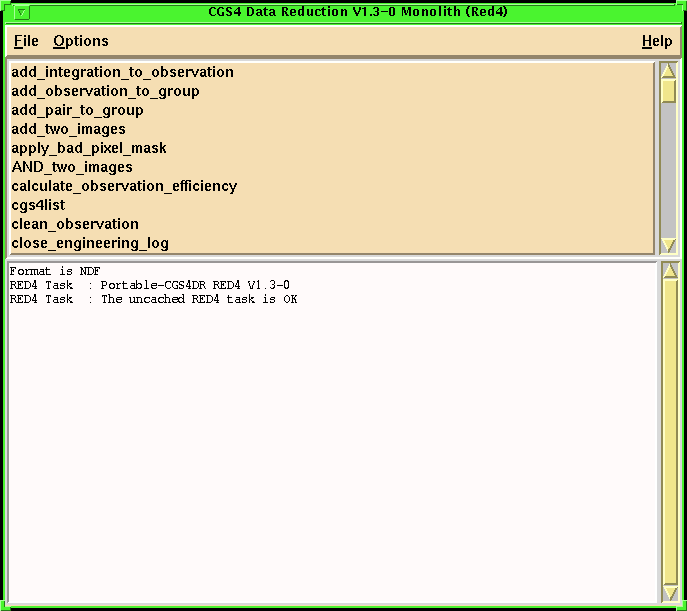 CGS4 Data Reduction V1.3-0 Monolith (Red4)
File Options Help
add_integration_to_observation
add_observation_to_group
add_pair_to_group
add_two_images
apply_bad_pixel_mask
AND_two_images
calculate_observation_efficiency
cgs4list
clean_observation
close_engineering_log
Format is NDF
RED4 Task : Portable-CGS4DR RED4 V1.3-0
RED4 Task : The uncached RED4 task is OK